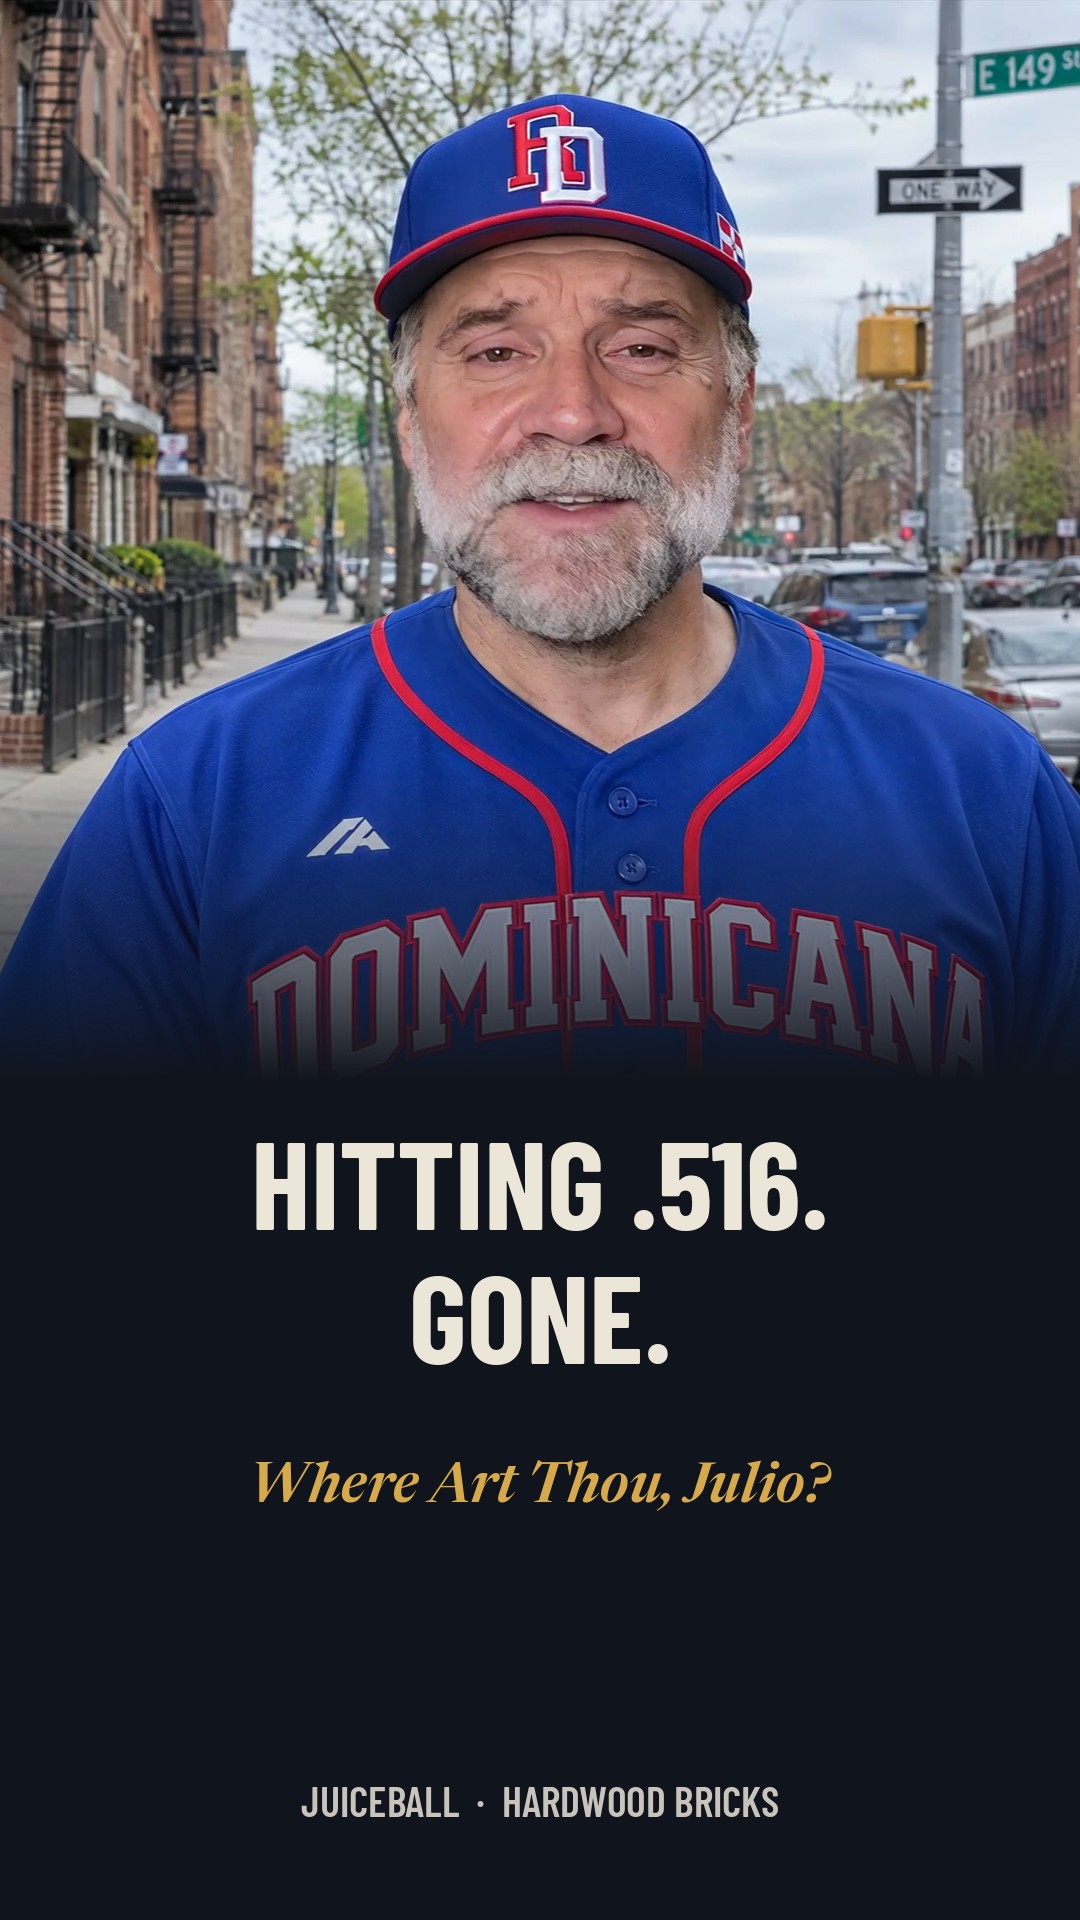 E 149 St
ONE WAY
RD
DOMINICANA
HITTING .516.
GONE.
Where Art Thou, Julio?
JUICEBALL · HARDWOOD BRICKS